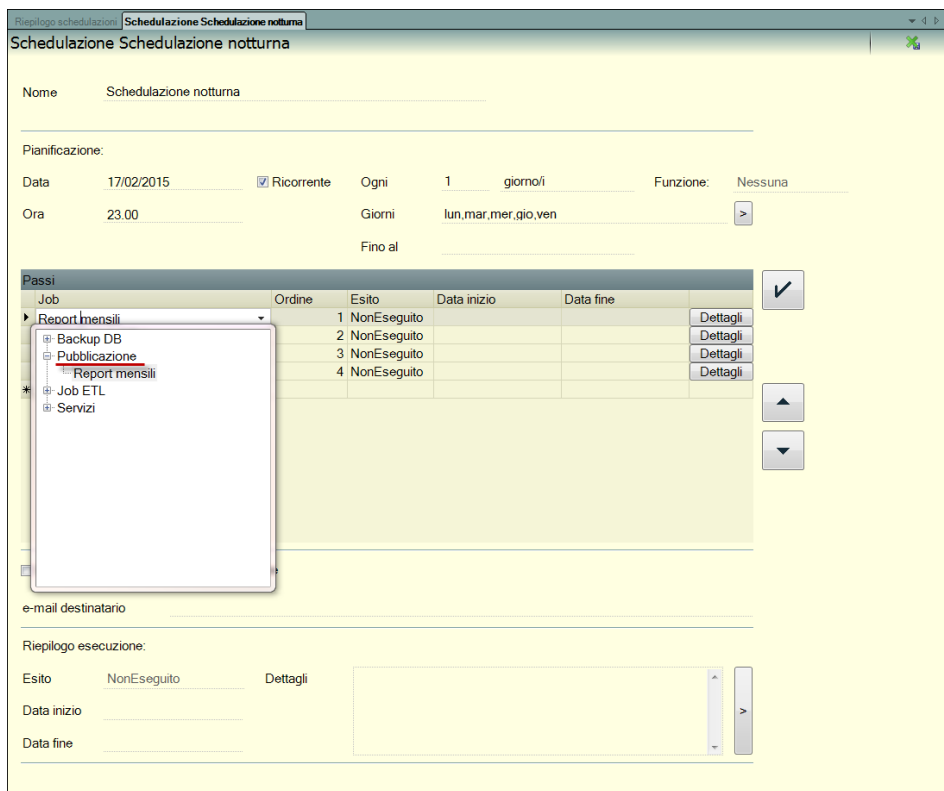 Riepilogo schedulazioni Schedulazione Schedulazione notturna
Schedulazione Schedulazione notturna
Nome Schedulazione notturna
Pianificazione:
Data 17/02/2015 Ricorrente Ogni 1 giorno/i Funzione: Nessuna
Ora 23.00 Giorni lun,mar,mer,gio,ven >
Fino al
Passi
Job Ordine Esito Data inizio Data fine
Report mensili 1 NonEseguito Dettagli
Backup DB 2 NonEseguito Dettagli
Pubblicazione 3 NonEseguito Dettagli
Report mensili 4 NonEseguito Dettagli
Job ETL
Servizi
e-mail destinatario
Riepilogo esecuzione:
Esito NonEseguito Dettagli
Data inizio >
Data fine